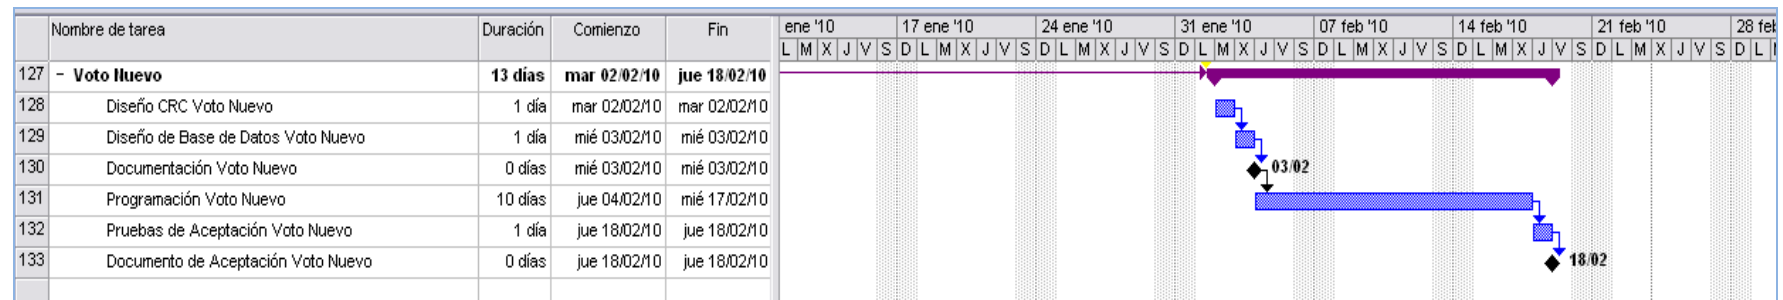 Nombre de tarea Duración Comienzo Fin ene '10 17 ene '10 24 ene '10 31 ene '10 07 feb '10 14 feb '10 21 feb '10 28 feb
L M X J V S D L M X J V S D L M X J V S D L M X J V S D L M X J V S D L M X J V S D L M X J V S D L
127 − Voto Nuevo 13 días mar 02/02/10 jue 18/02/10
128 Diseño CRC Voto Nuevo 1 día mar 02/02/10 mar 02/02/10
129 Diseño de Base de Datos Voto Nuevo 1 día mié 03/02/10 mié 03/02/10
130 Documentación Voto Nuevo 0 días mié 03/02/10 mié 03/02/10 03/02
131 Programación Voto Nuevo 10 días jue 04/02/10 mié 17/02/10
132 Pruebas de Aceptación Voto Nuevo 1 día jue 18/02/10 jue 18/02/10
133 Documento de Aceptación Voto Nuevo 0 días jue 18/02/10 jue 18/02/10 18/02